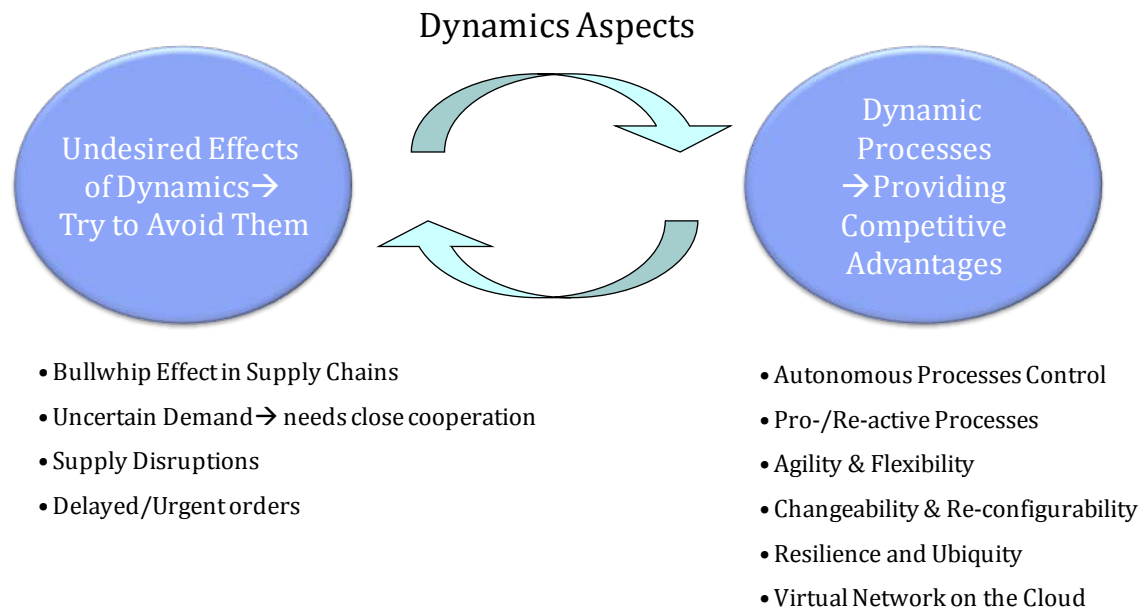 Dynamics Aspects
Undesired Effects
of Dynamics→
Try to Avoid Them
Dynamic
Processes
→Providing
Competitive
Advantages
• Bullwhip Effect in Supply Chains
• Uncertain Demand→ needs close cooperation
• Supply Disruptions
• Delayed/Urgent orders
• Autonomous Processes Control
• Pro-/Re-active Processes
• Agility & Flexibility
• Changeability & Re-configurability
• Resilience and Ubiquity
• Virtual Network on the Cloud